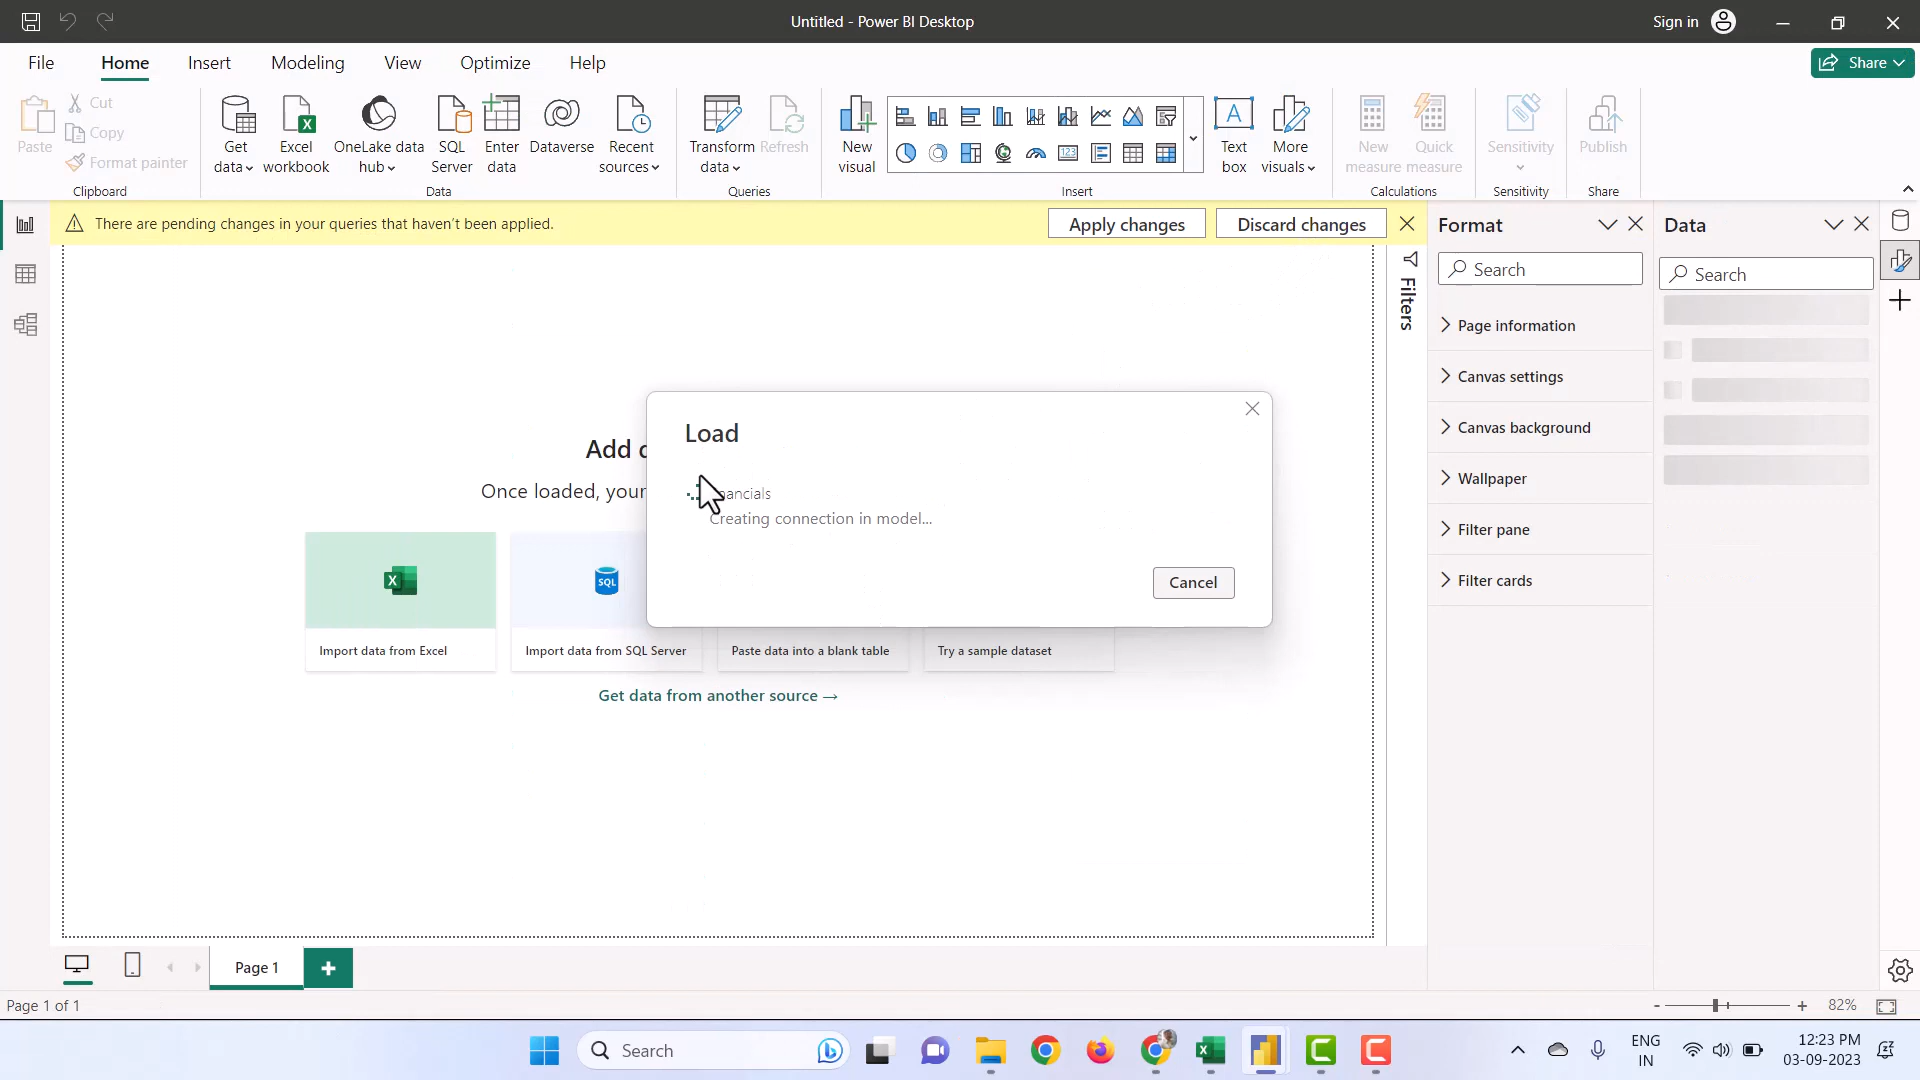 Untitled - Power BI Desktop
Sign in
File Home Insert Modeling View Optimize Help
Share
Paste
Cut
Copy
Format painter
Clipboard
Get data
Excel workbook
OneLake data hub
SQL Server
Enter data
Dataverse
Recent sources
Data
Transform data
Refresh
Queries
New visual
Insert
Text box
More visuals
New measure
Quick measure
Calculations
Sensitivity
Sensitivity
Publish
Share
There are pending changes in your queries that haven't been applied.
Apply changes
Discard changes
Filters
Format
Search
Page information
Canvas settings
Canvas background
Wallpaper
Filter pane
Filter cards
Data
Search
Add
Once loaded, your
Load
Creating connection in model...
Cancel
SQL
Import data from Excel
Import data from SQL Server
Paste data into a blank table
Try a sample dataset
Get data from another source →
Page 1
Page 1 of 1
82%
Search
ENG
IN
12:23 PM
03-09-2023